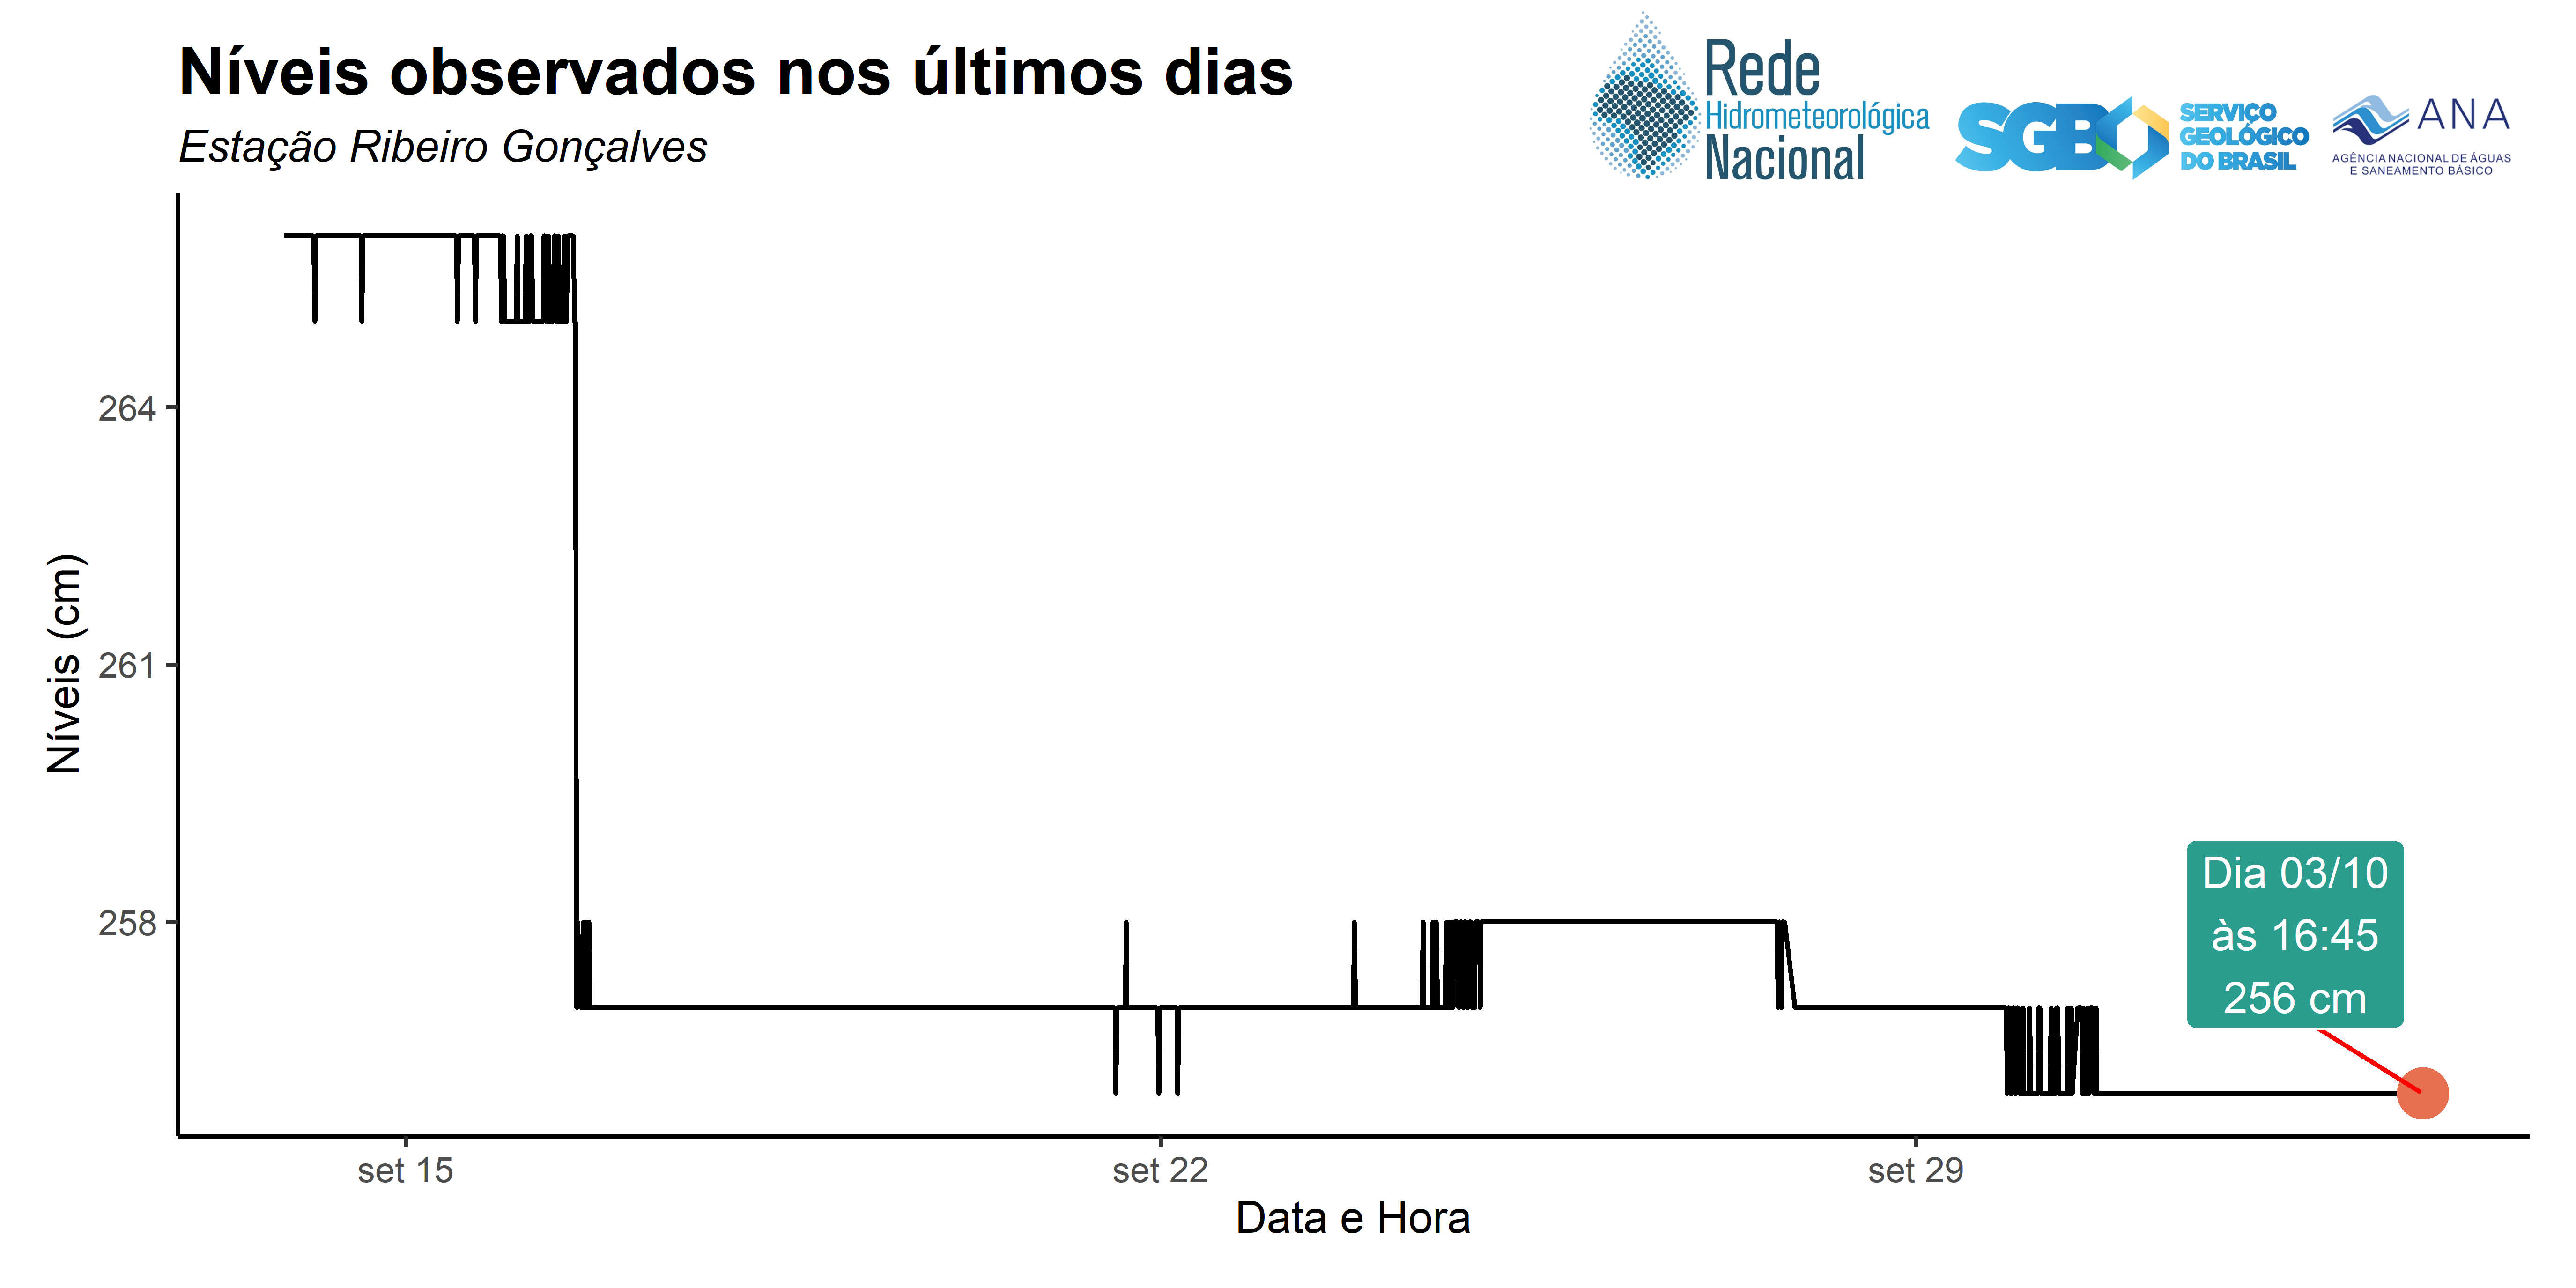 Níveis observados nos últimos dias
Estação Ribeiro Gonçalves
Rede
Hidrometeorológica
Nacional
SGB
SERVIÇO
GEOLÓGICO
DO BRASIL
ANA
AGÊNCIA NACIONAL DE ÁGUAS
E SANEAMENTO BÁSICO
Níveis (cm)
264
261
258
Dia 03/10
às 16:45
256 cm
set 15
set 22
set 29
Data e Hora